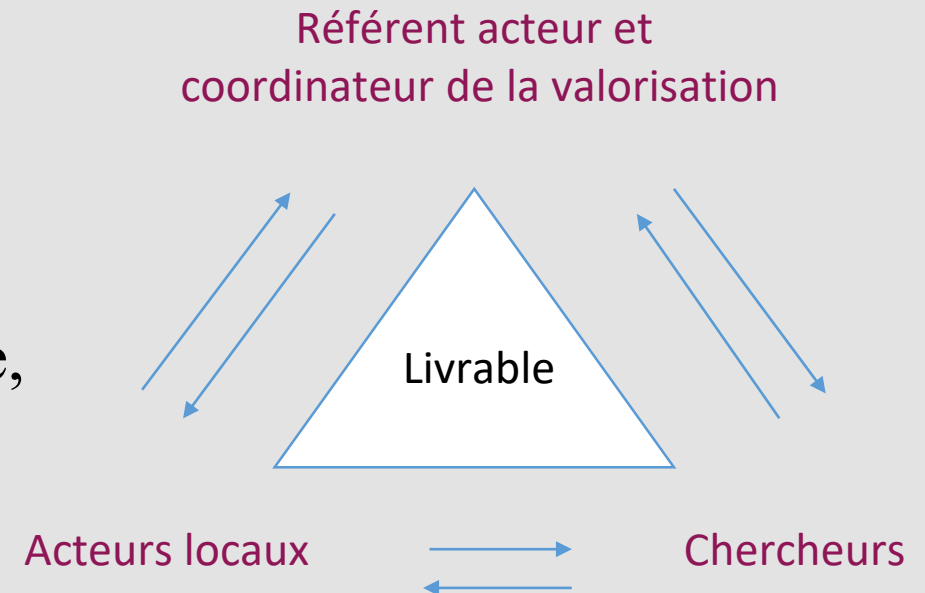 Référent acteur et
coordinateur de la valorisation
Livrable
Acteurs locaux
Chercheurs